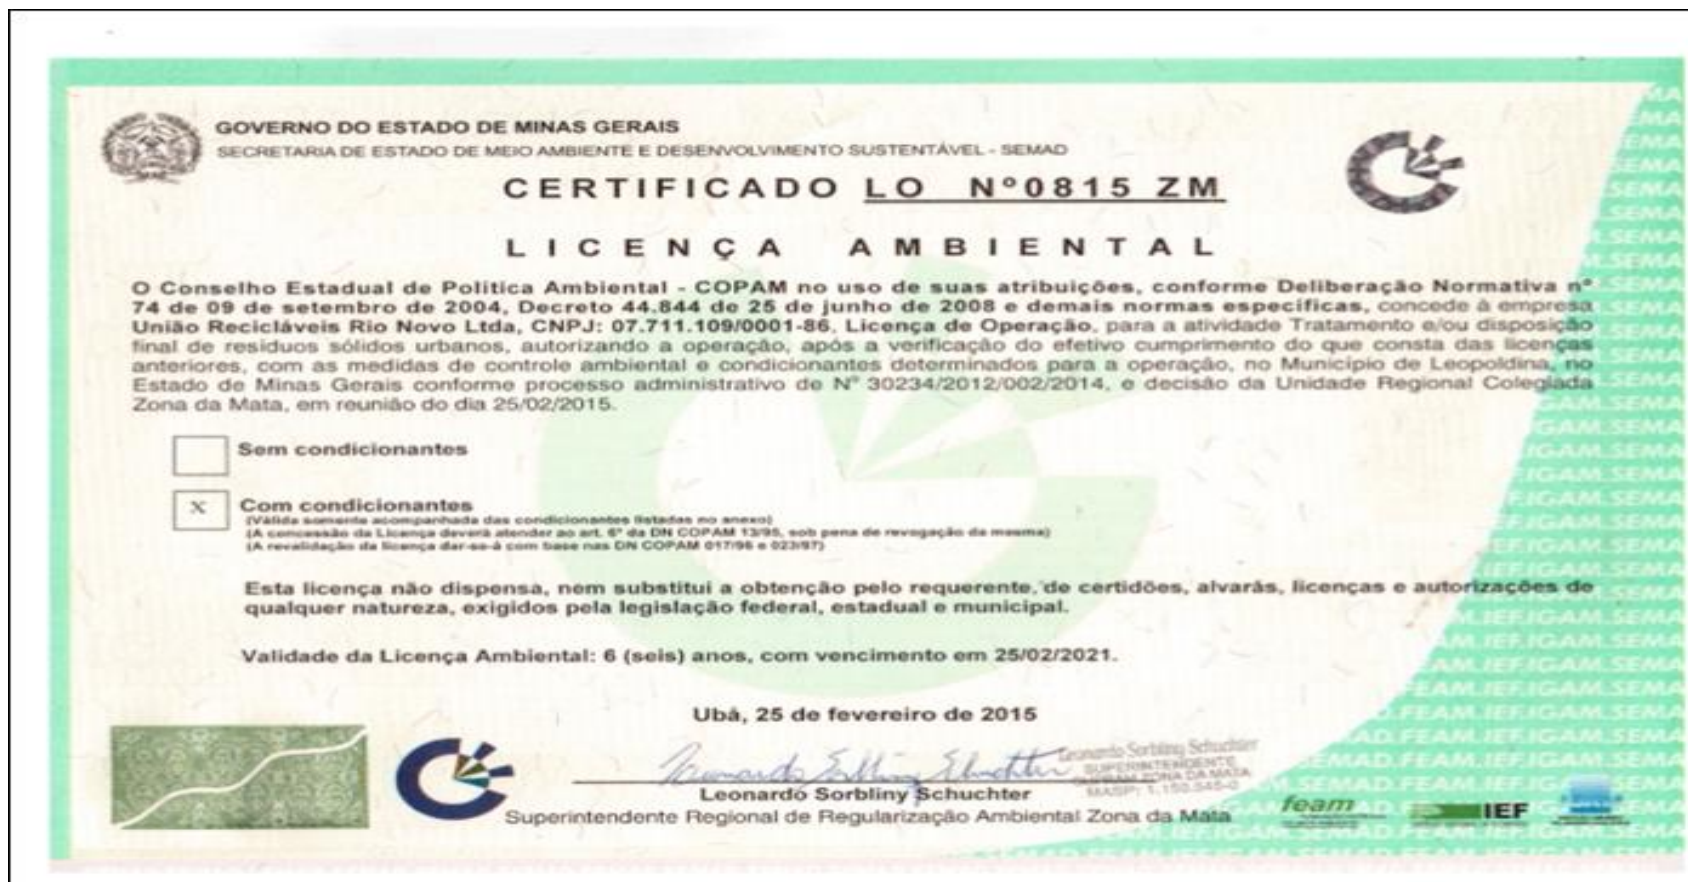 GOVERNO DO ESTADO DE MINAS GERAIS
SECRETARIA DE ESTADO DE MEIO AMBIENTE E DESENVOLVIMENTO SUSTENTÁVEL - SEMAD
CERTIFICADO LO Nº0815 ZM
LICENÇA AMBIENTAL
O Conselho Estadual de Política Ambiental - COPAM no uso de suas atribuições, conforme Deliberação Normativa nº
74 de 09 de setembro de 2004, Decreto 44.844 de 25 de junho de 2008 e demais normas específicas, concede à empresa
União Recicláveis Rio Novo Ltda, CNPJ: 07.711.109/0001-86, Licença de Operação, para a atividade Tratamento e/ou disposição
final de resíduos sólidos urbanos, autorizando a operação, após a verificação do efetivo cumprimento do que consta das licenças
anteriores, com as medidas de controle ambiental e condicionantes determinados para a operação, no Município de Leopoldina, no
Estado de Minas Gerais conforme processo administrativo de Nº 30234/2012/002/2014, e decisão da Unidade Regional Colegiada
Zona da Mata, em reunião do dia 25/02/2015.
Sem condicionantes
X Com condicionantes
(Válida somente acompanhada das condicionantes listadas no anexo)
(A concessão da Licença deverá atender ao art. 6º da DN COPAM 13/95, sob pena de revogação da mesma)
(A revalidação da licença dar-se-á com base nas DN COPAM 017/96 e 023/97)
Esta licença não dispensa, nem substitui a obtenção pelo requerente, de certidões, alvarás, licenças e autorizações de
qualquer natureza, exigidos pela legislação federal, estadual e municipal.
Validade da Licença Ambiental: 6 (seis) anos, com vencimento em 25/02/2021.
Ubá, 25 de fevereiro de 2015
Leonardo Sorbliny Schuchter
SUPERINTENDENTE
ZONA DA MATA
Leonardo Sorbliny Schuchter
Superintendente Regional de Regularização Ambiental Zona da Mata
feam
IEF